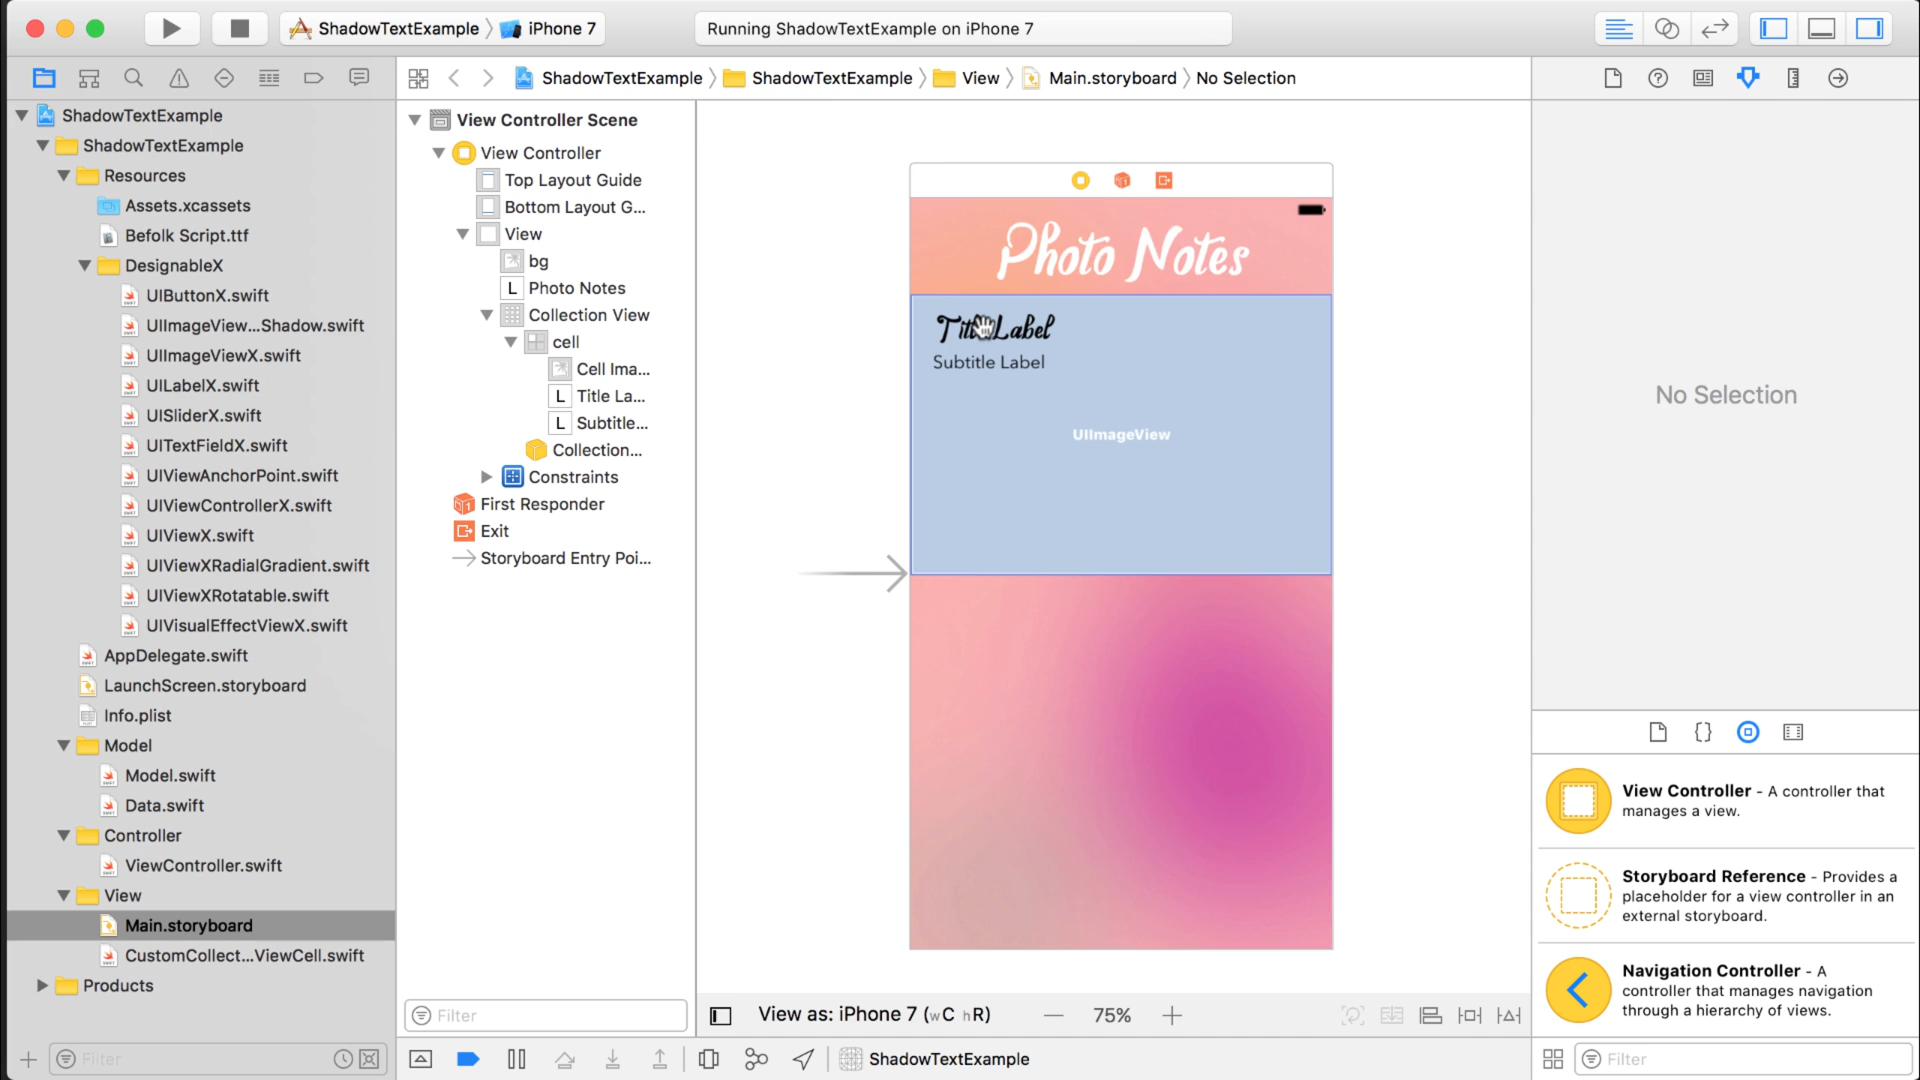 ShadowTextExample
iPhone 7
Running ShadowTextExample on iPhone 7
ShadowTextExample
ShadowTextExample
View
Main.storyboard
No Selection
ShadowTextExample
ShadowTextExample
Resources
Assets.xcassets
Befolk Script.ttf
DesignableX
UIButtonX.swift
UIImageView...Shadow.swift
UIImageViewX.swift
UILabelX.swift
UISliderX.swift
UITextFieldX.swift
UIViewAnchorPoint.swift
UIViewControllerX.swift
UIViewX.swift
UIViewXRadialGradient.swift
UIViewXRotatable.swift
UIVisualEffectViewX.swift
AppDelegate.swift
LaunchScreen.storyboard
Info.plist
Model
Model.swift
Data.swift
Controller
ViewController.swift
View
Main.storyboard
CustomCollect...ViewCell.swift
Products
Filter
View Controller Scene
View Controller
Top Layout Guide
Bottom Layout G...
View
bg
L Photo Notes
Collection View
cell
Cell Ima...
L Title La...
L Subtitle...
Collection...
Constraints
First Responder
Exit
Storyboard Entry Poi...
Filter
Photo Notes
Title Label
Subtitle Label
UIImageView
View as: iPhone 7 (wC hR)
75%
ShadowTextExample
No Selection
View Controller - A controller that
manages a view.
Storyboard Reference - Provides a
placeholder for a view controller in an
external storyboard.
Navigation Controller - A
controller that manages navigation
through a hierarchy of views.
Filter